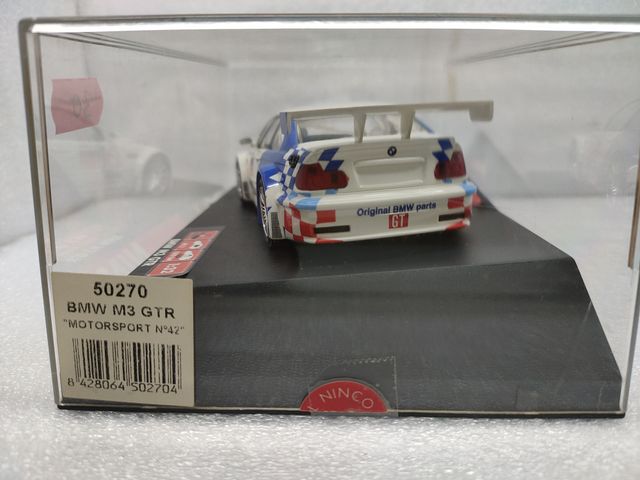 Original BMW parts
GT
50270
BMW M3 GTR
"MOTORSPORT Nº42"
8 428064 502704
NINCO